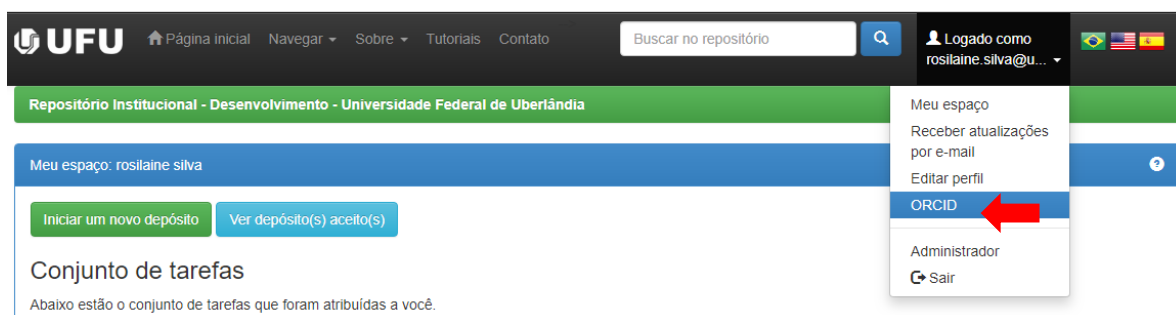 UFU
Página inicial Navegar Sobre Tutoriais Contato
Buscar no repositório
Logado como
rosilaine.silva@u...
Repositório Institucional - Desenvolvimento - Universidade Federal de Uberlândia
Meu espaço
Receber atualizações
por e-mail
Editar perfil
ORCID
Administrador
Sair
Meu espaço: rosilaine silva
?
Iniciar um novo depósito Ver depósito(s) aceito(s)
Conjunto de tarefas
Abaixo estão o conjunto de tarefas que foram atribuídas a você.